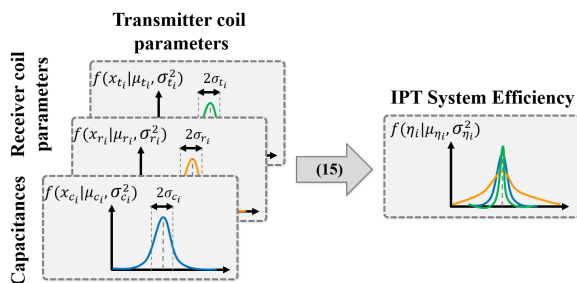 Transmitter coil
parameters
Receiver coil
parameters
Capacitances
f(x_{t_i}|μ_{t_i}, σ_{t_i}^2)
2σ_{t_i}
f(x_{r_i}|μ_{r_i}, σ_{r_i}^2)
2σ_{r_i}
f(x_{c_i}|μ_{c_i}, σ_{c_i}^2)
2σ_{c_i}
(15)
IPT System Efficiency
f(η_i|μ_{η_i}, σ_{η_i}^2)